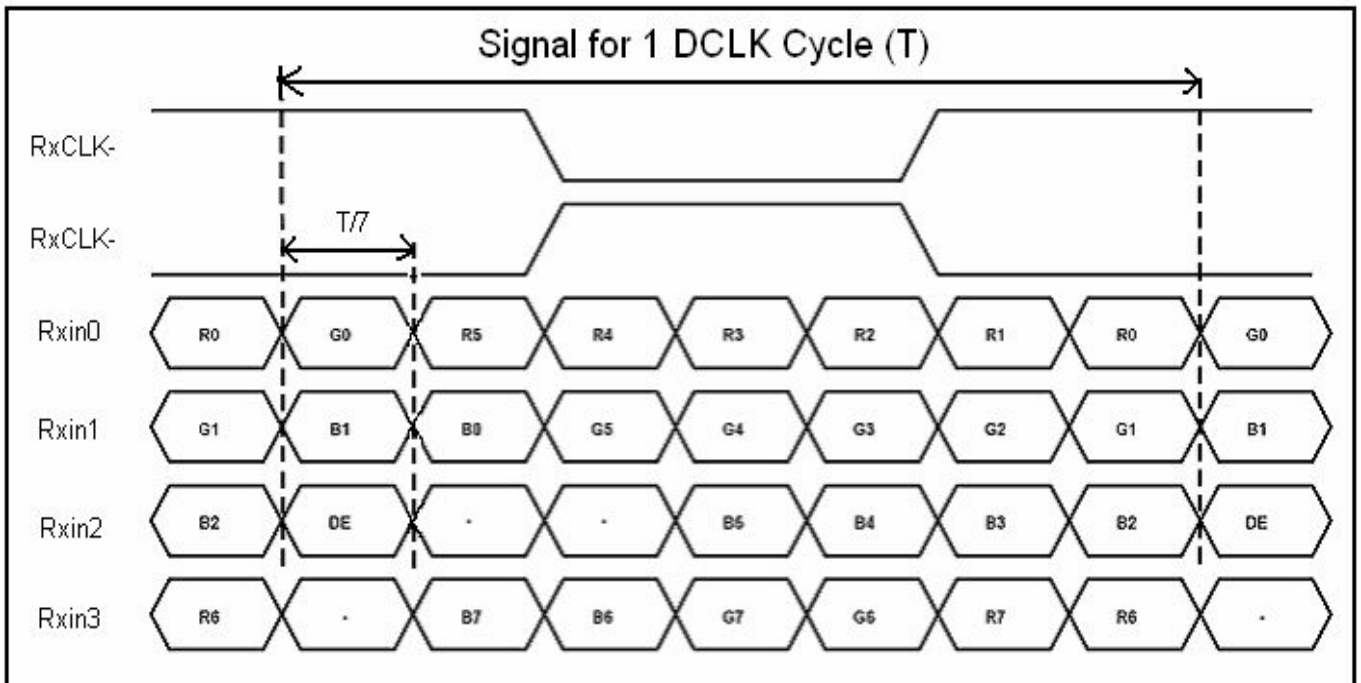 Signal for 1 DCLK Cycle (T)
RxCLK-
RxCLK-
T/7
Rxin0 R0 G0 R5 R4 R3 R2 R1 R0 G0
Rxin1 G1 B1 B0 G5 G4 G3 G2 G1 B1
Rxin2 B2 DE - - B5 B4 B3 B2 DE
Rxin3 R6 - B7 B6 G7 G6 R7 R6 -